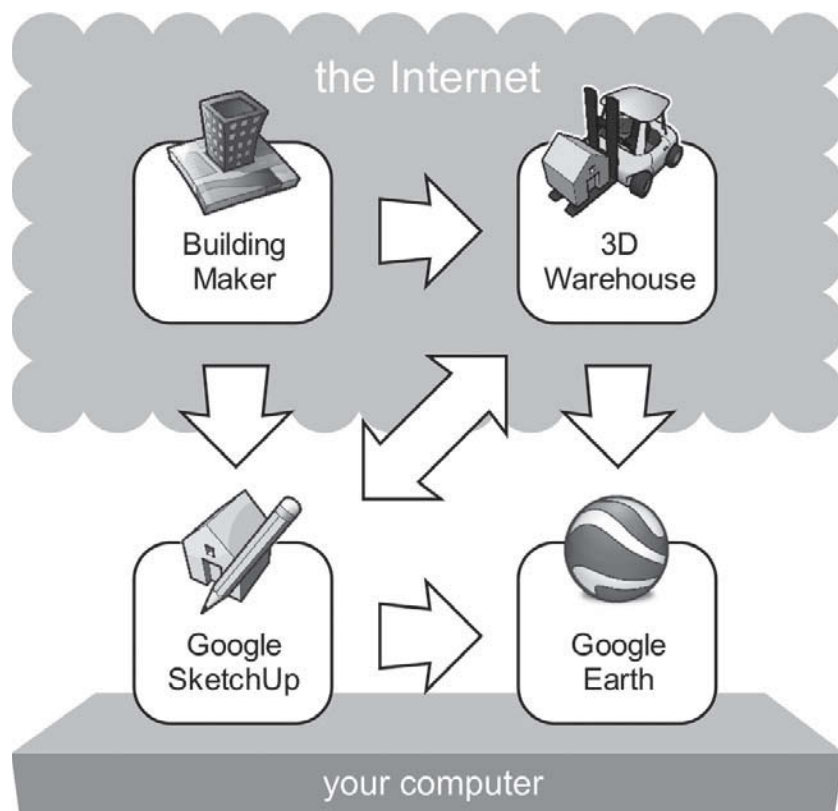 the Internet
Building
Maker
3D
Warehouse
Google
SketchUp
Google
Earth
your computer